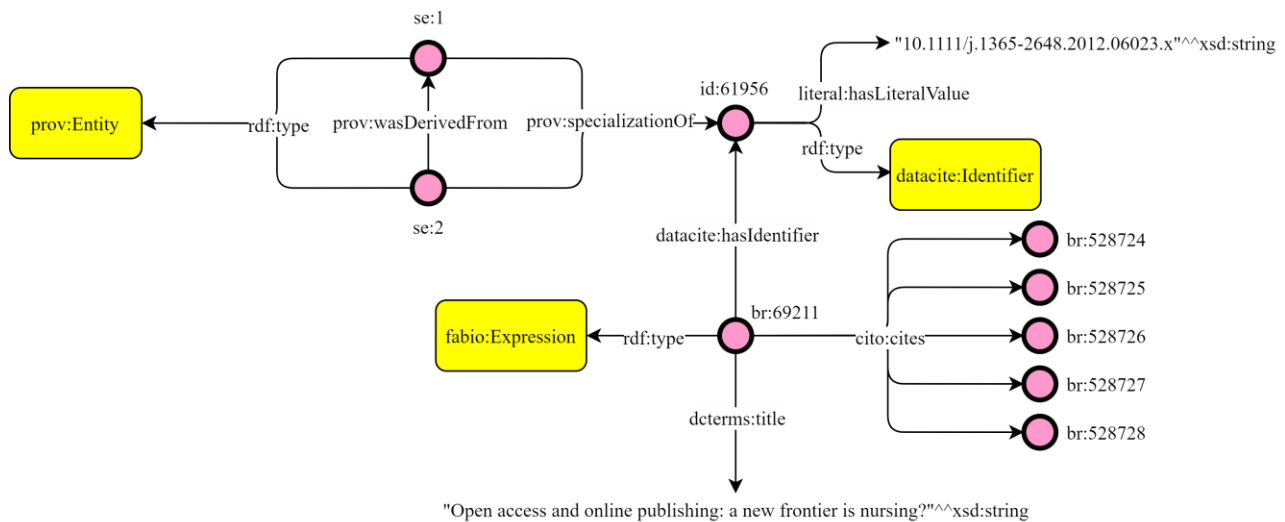 se:1
"10.1111/j.1365-2648.2012.06023.x"^^xsd:string
id:61956
literal:hasLiteralValue
prov:Entity
rdf:type
prov:wasDerivedFrom
prov:specializationOf
rdf:type
datacite:Identifier
se:2
datacite:hasIdentifier
br:528724
br:528725
br:69211
fabio:Expression
rdf:type
cito:cites
br:528726
br:528727
dcterms:title
br:528728
"Open access and online publishing: a new frontier is nursing?"^^xsd:string